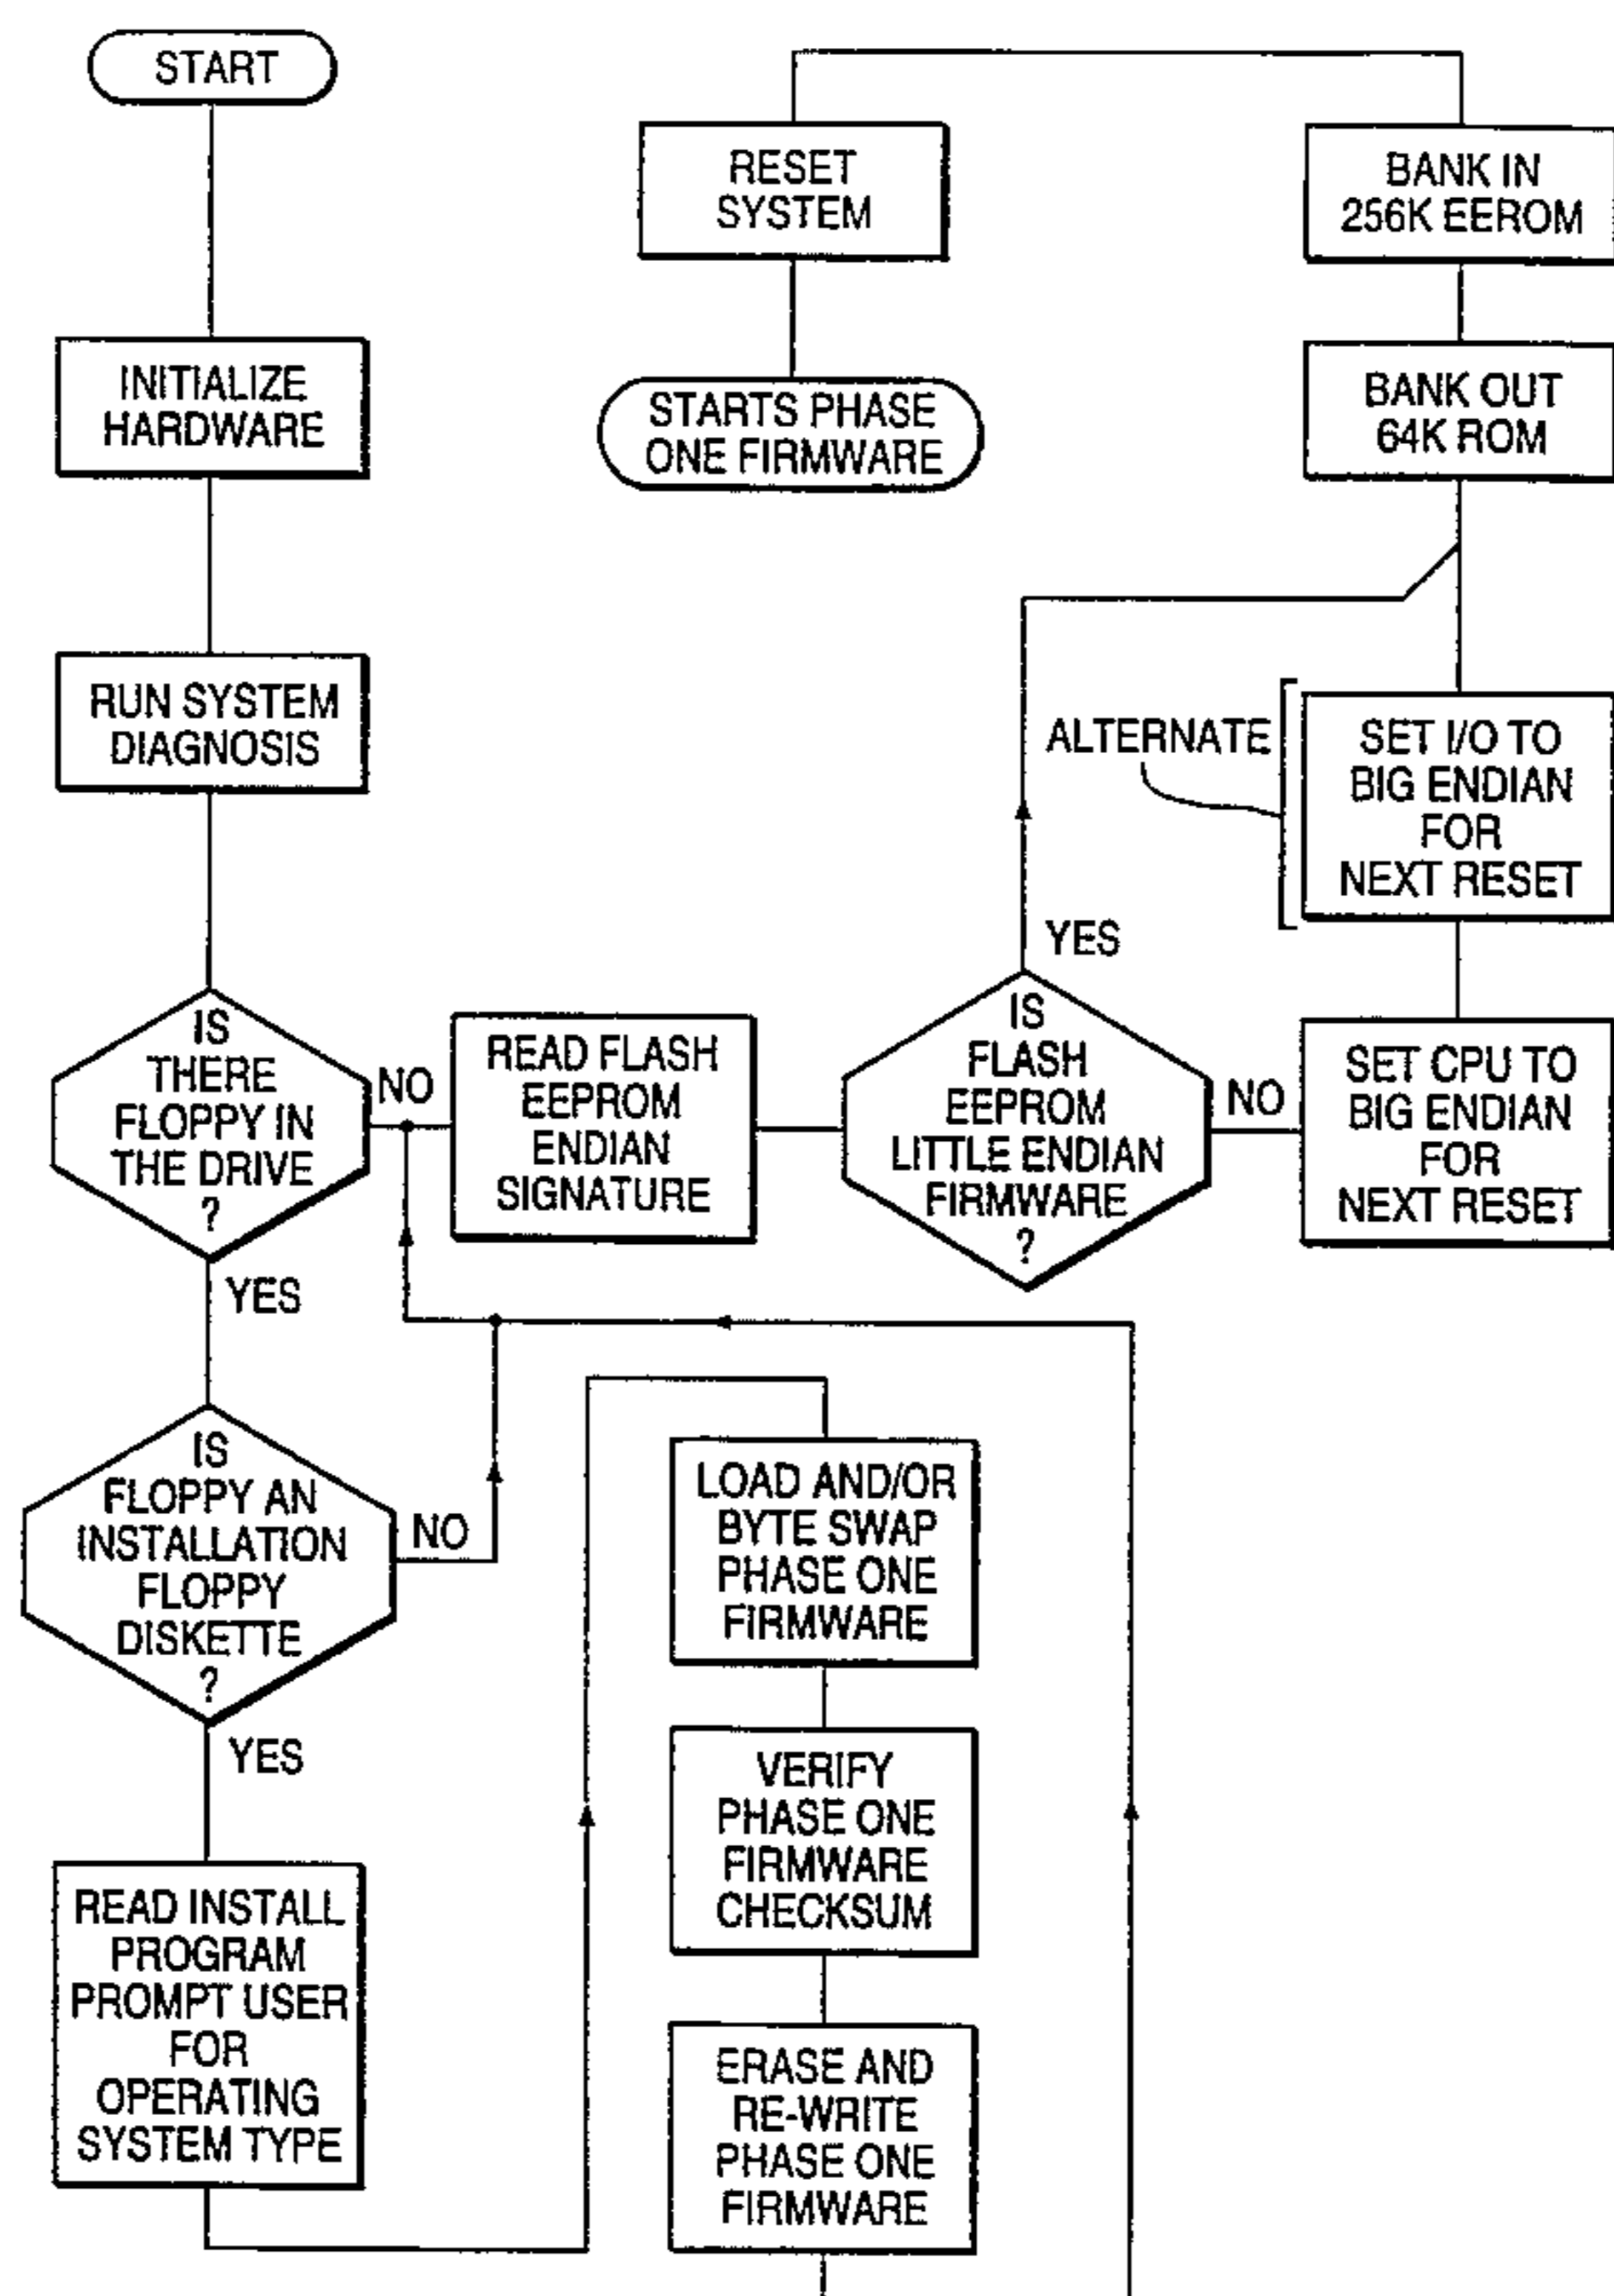 START
INITIALIZE
HARDWARE
RUN SYSTEM
DIAGNOSIS
IS
THERE
FLOPPY IN
THE DRIVE
?
NO
YES
IS
FLOPPY AN
INSTALLATION
FLOPPY
DISKETTE
?
NO
YES
READ INSTALL
PROGRAM
PROMPT USER
FOR
OPERATING
SYSTEM TYPE
LOAD AND/OR
BYTE SWAP
PHASE ONE
FIRMWARE
VERIFY
PHASE ONE
FIRMWARE
CHECKSUM
ERASE AND
RE-WRITE
PHASE ONE
FIRMWARE
READ FLASH
EEPROM
ENDIAN
SIGNATURE
IS
FLASH
EEPROM
LITTLE ENDIAN
FIRMWARE
?
YES
NO
SET CPU TO
BIG ENDIAN
FOR
NEXT RESET
ALTERNATE
SET I/O TO
BIG ENDIAN
FOR
NEXT RESET
BANK OUT
64K ROM
BANK IN
256K EEROM
RESET
SYSTEM
STARTS PHASE
ONE FIRMWARE